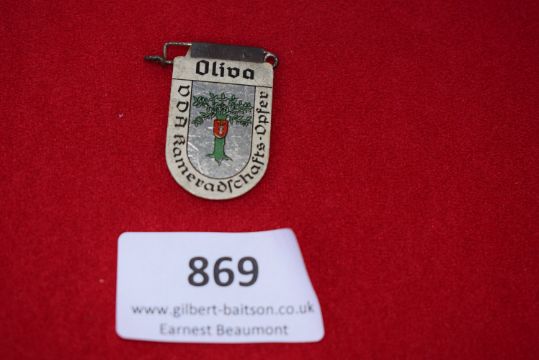 Oliva
VDA Kameradschafts-Opfer
869
www.gilbert-baitson.co.uk
Earnest Beaumont